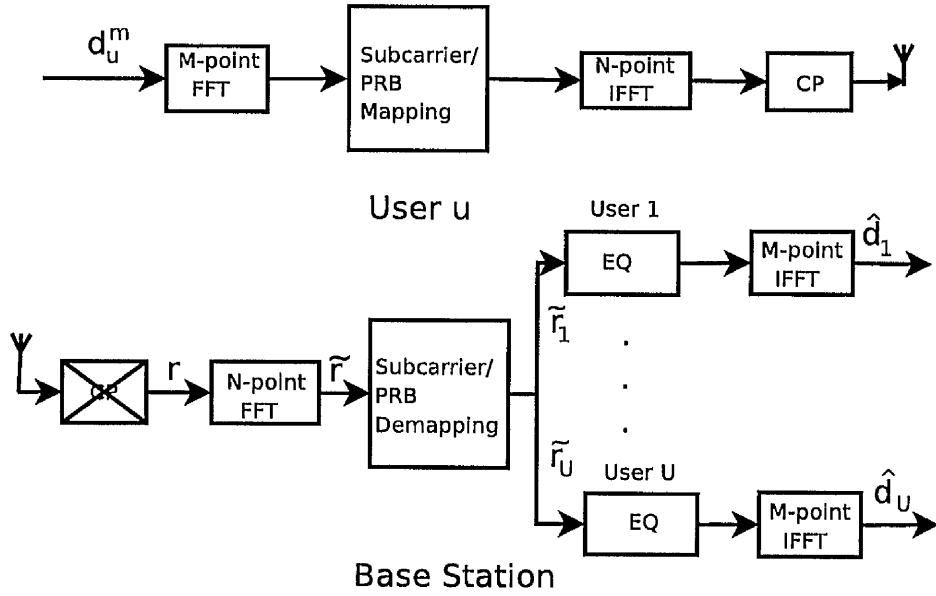 d_u^m
M-point
FFT
Subcarrier/
PRB
Mapping
N-point
IFFT
CP
User u
User 1
EQ
M-point
IFFT
d̂_1
r̃_1
CP
r
N-point
FFT
r̃
Subcarrier/
PRB
Demapping
r̃_U
User U
EQ
M-point
IFFT
d̂_U
Base Station